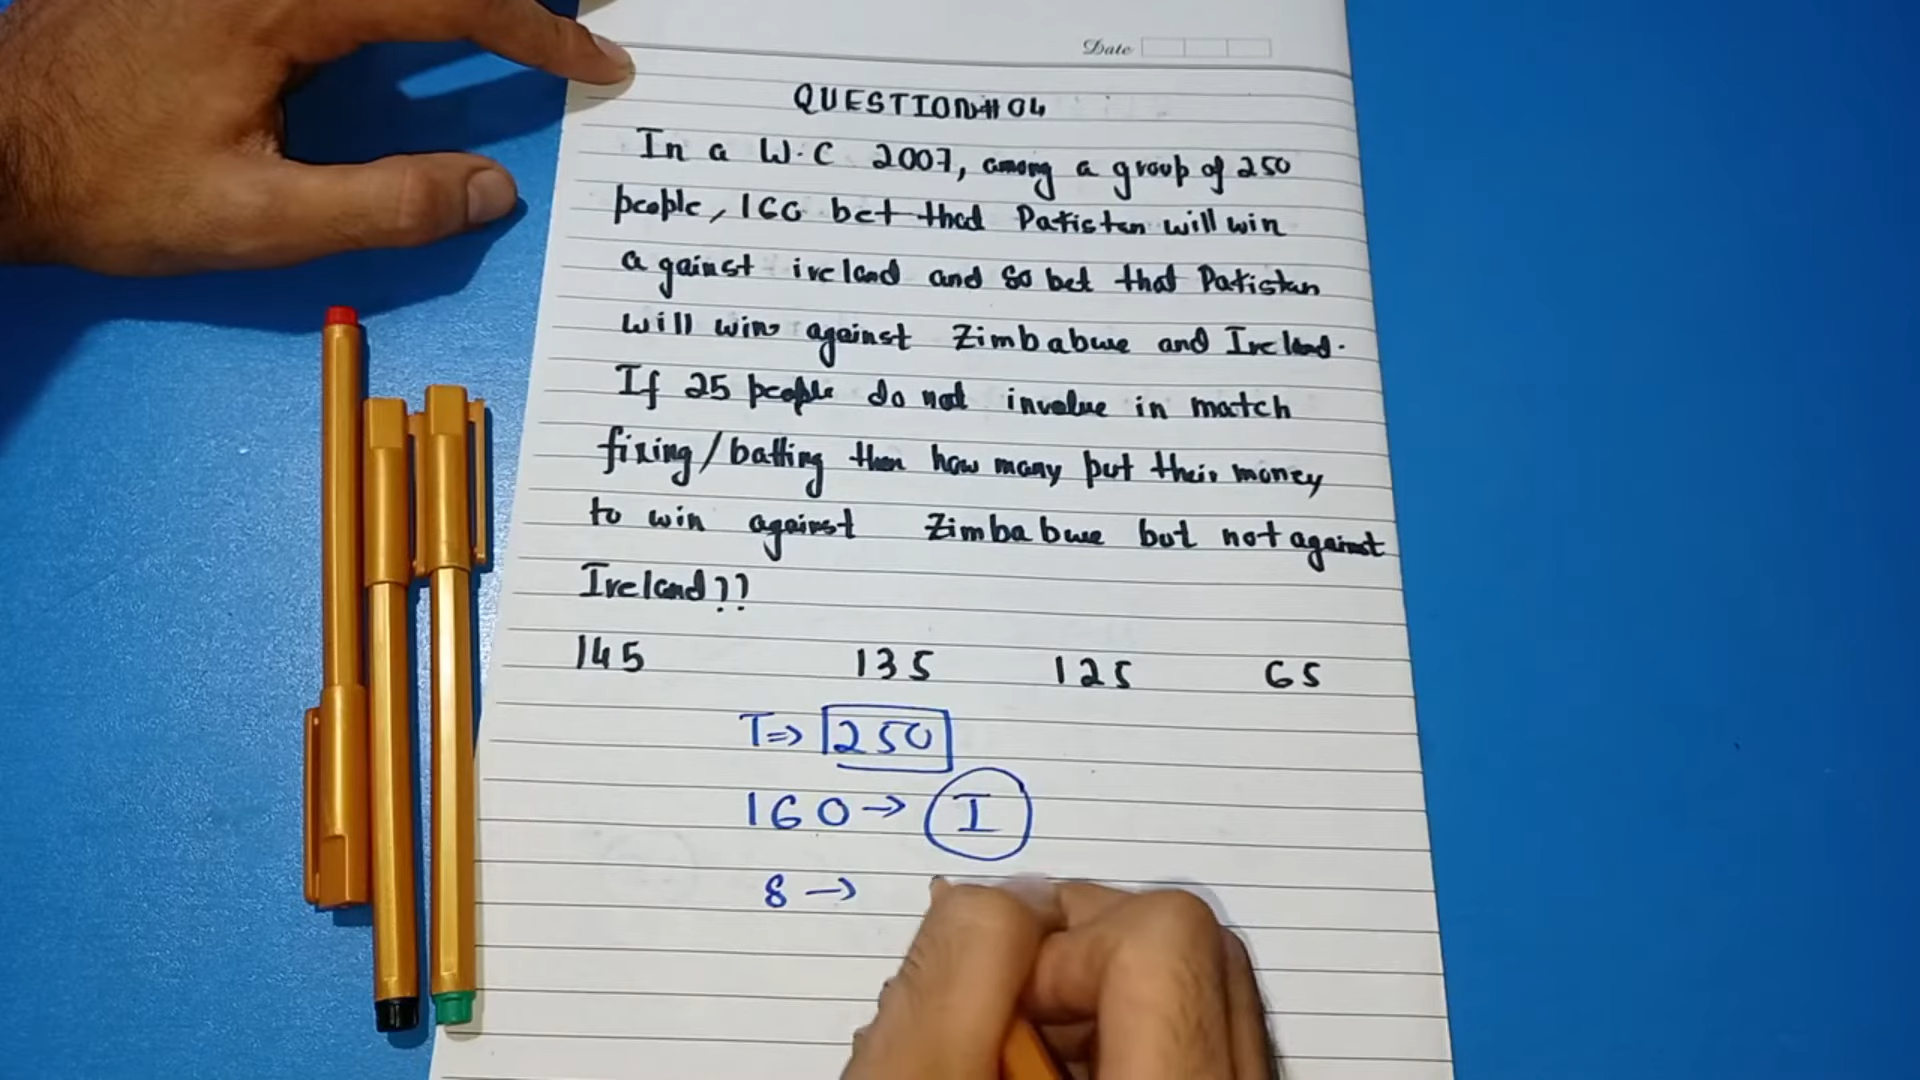 Date
QUESTION#04
In a W.C 2007, among a group of 250
people, 160 bet that Pakistan will win
against ireland and 80 bet that Pakistan
will win against Zimbabwe and Ireland.
If 25 people do not involve in match
fixing/batting then how many put their money
to win against Zimbabwe but not against
Ireland??
145 135 125 65
T=> 250
160→ I
8→